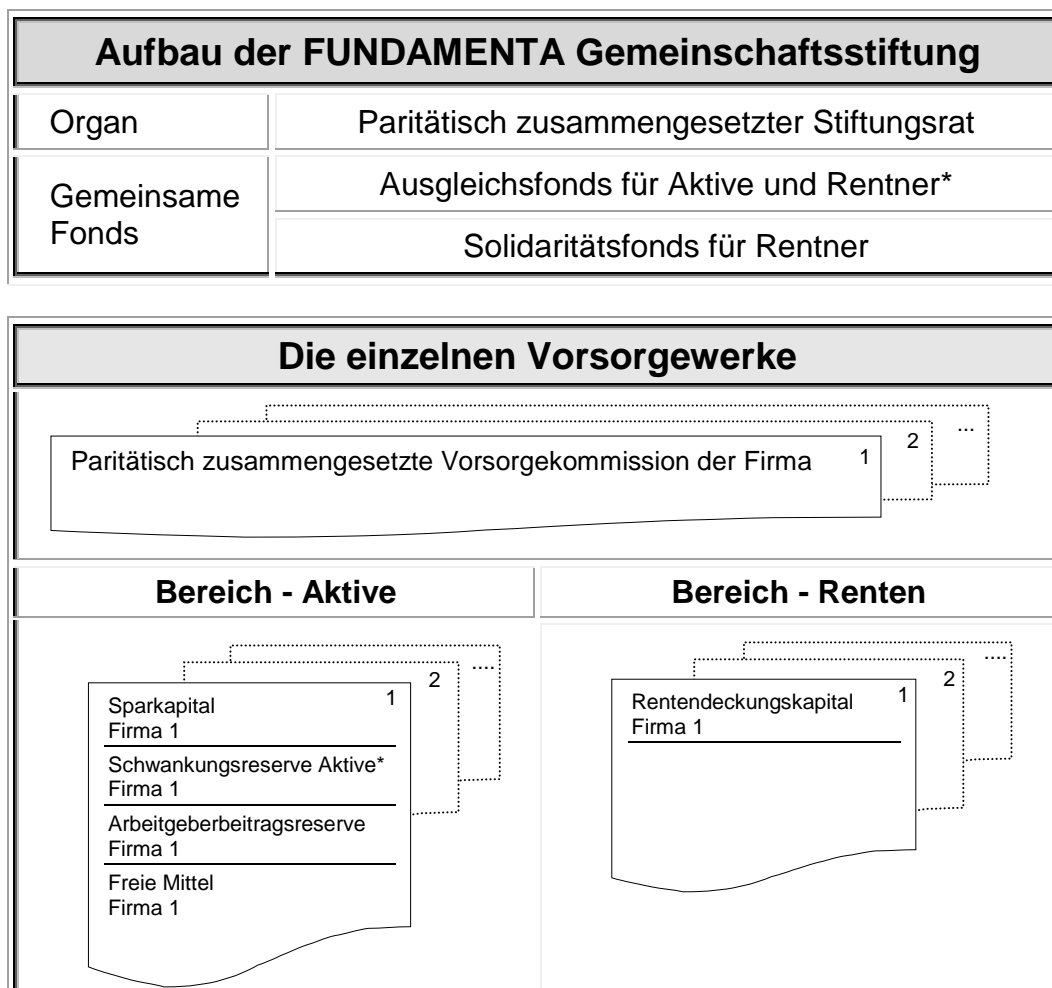 Aufbau der FUNDAMENTA Gemeinschaftsstiftung
Organ
Paritätisch zusammengesetzter Stiftungsrat
Gemeinsame
Fonds
Ausgleichsfonds für Aktive und Rentner*
Solidaritätsfonds für Rentner
Die einzelnen Vorsorgewerke
...
2
Paritätisch zusammengesetzte Vorsorgekommission der Firma 1
Bereich - Aktive
Bereich - Renten
....
2
Sparkapital 1
Firma 1
Schwankungsreserve Aktive*
Firma 1
Arbeitgeberbeitragsreserve
Firma 1
Freie Mittel
Firma 1
....
2
Rentendeckungskapital 1
Firma 1